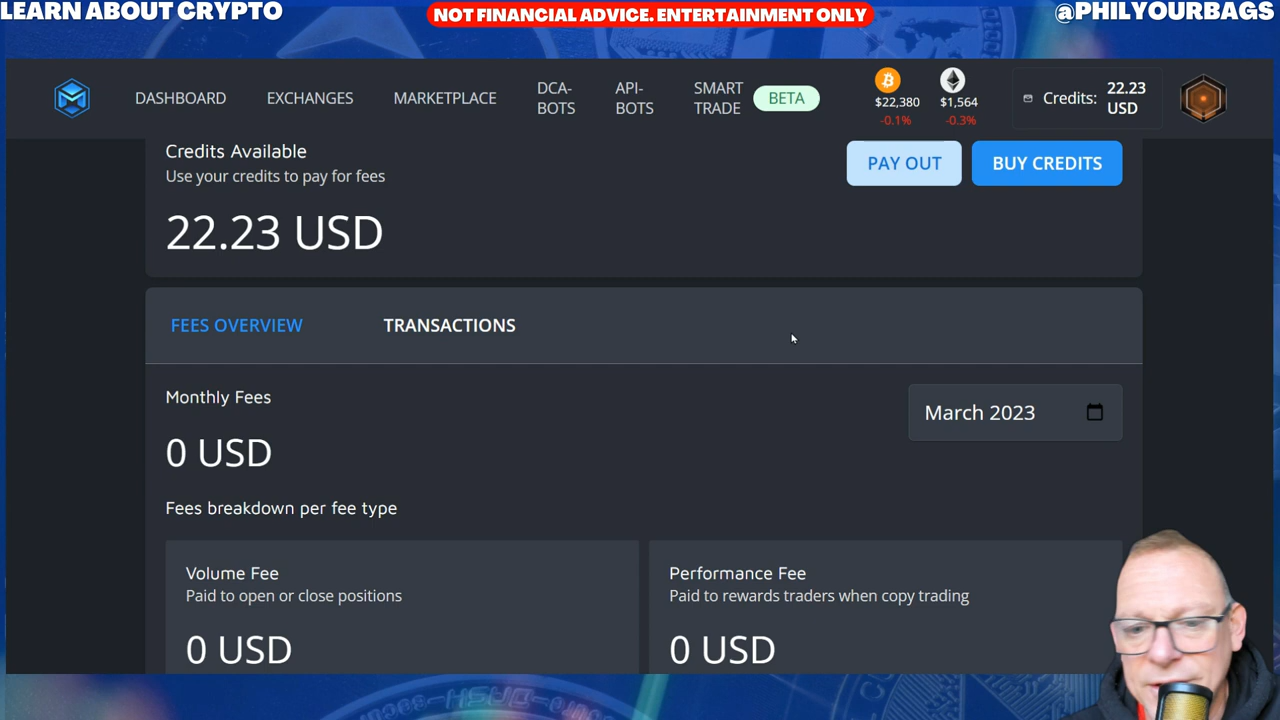 LEARN ABOUT CRYPTO
NOT FINANCIAL ADVICE. ENTERTAINMENT ONLY
@PHILYOURBAGS
DASHBOARD
EXCHANGES
MARKETPLACE
DCA-
BOTS
API-
BOTS
SMART
TRADE
BETA
$22,380
-0.1%
$1,564
-0.3%
Credits:
22.23
USD
Credits Available
Use your credits to pay for fees
PAY OUT
BUY CREDITS
22.23 USD
FEES OVERVIEW
TRANSACTIONS
Monthly Fees
March 2023
0 USD
Fees breakdown per fee type
Volume Fee
Paid to open or close positions
0 USD
Performance Fee
Paid to rewards traders when copy trading
0 USD